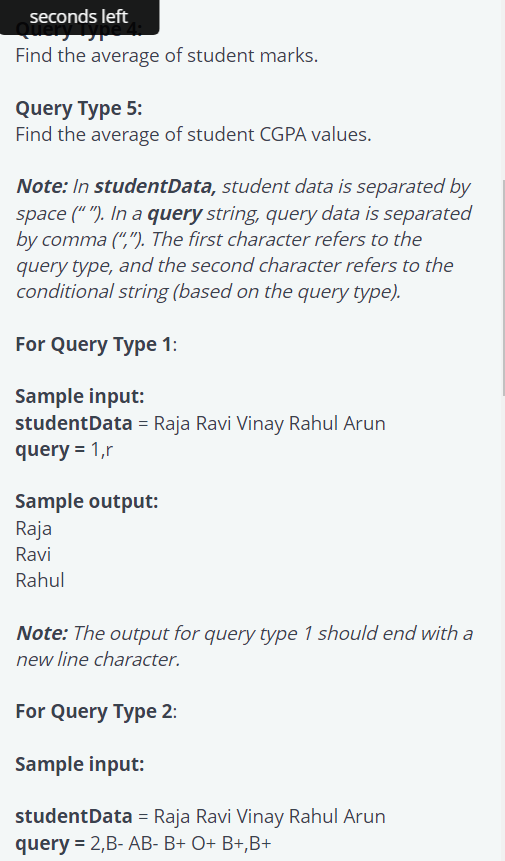 seconds left
Query Type 4:
Find the average of student marks.
Query Type 5:
Find the average of student CGPA values.
Note: In studentData, student data is separated by
space (“ ”). In a query string, query data is separated
by comma (“,”). The first character refers to the
query type, and the second character refers to the
conditional string (based on the query type).
For Query Type 1:
Sample input:
studentData = Raja Ravi Vinay Rahul Arun
query = 1,r
Sample output:
Raja
Ravi
Rahul
Note: The output for query type 1 should end with a
new line character.
For Query Type 2:
Sample input:
studentData = Raja Ravi Vinay Rahul Arun
query = 2,B- AB- B+ O+ B+,B+